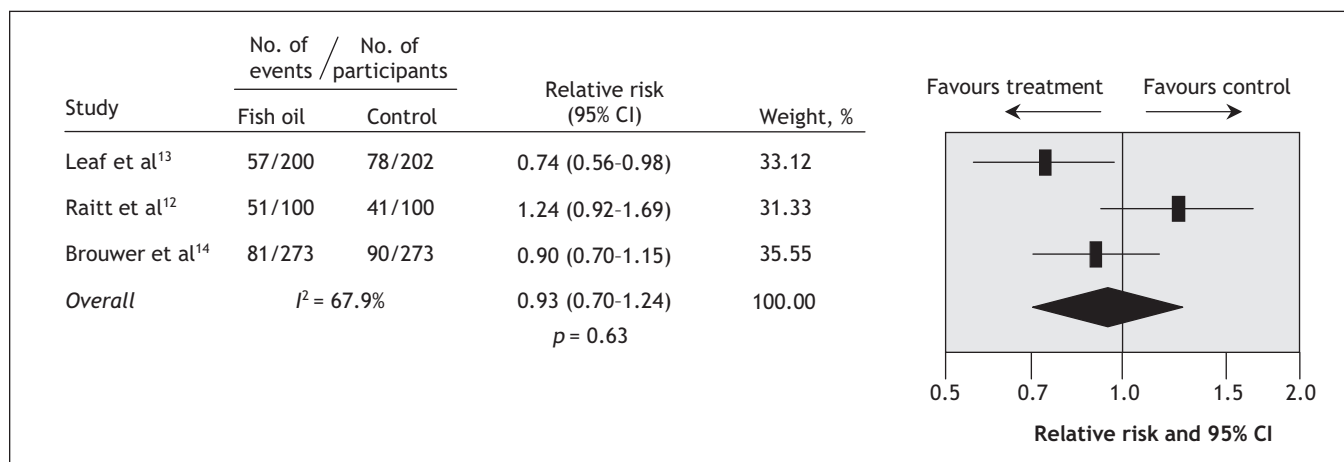 No. of events / No. of participants
Study Fish oil Control Relative risk (95% CI) Weight, %
Leaf et al¹³ 57/200 78/202 0.74 (0.56–0.98) 33.12
Raitt et al¹² 51/100 41/100 1.24 (0.92–1.69) 31.33
Brouwer et al¹⁴ 81/273 90/273 0.90 (0.70–1.15) 35.55
Overall I² = 67.9% 0.93 (0.70–1.24) 100.00
p = 0.63
Favours treatment Favours control
0.5 0.7 1.0 1.5 2.0
Relative risk and 95% CI